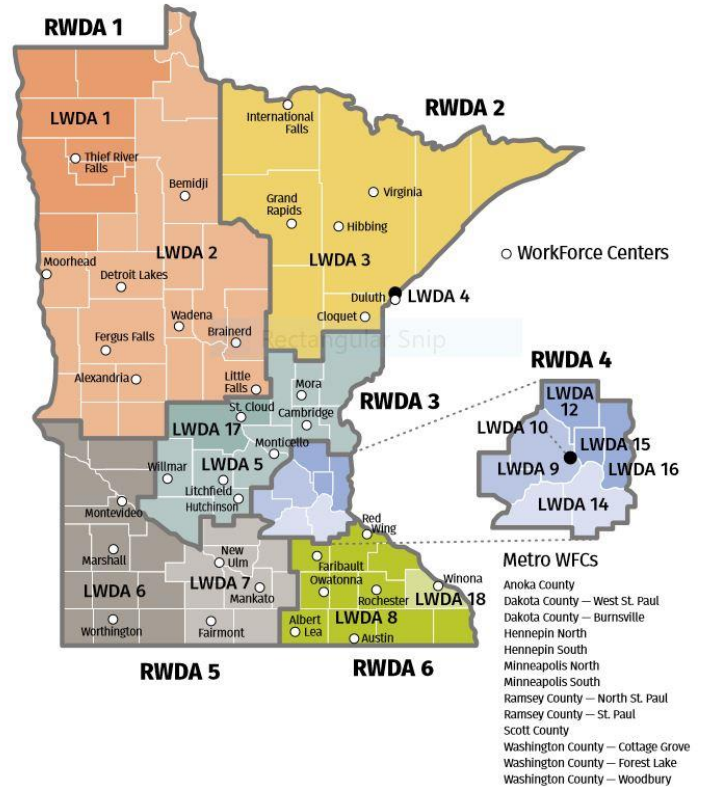 RWDA 1
RWDA 2
LWDA 1
International
Falls
Thief River
Falls
Bemidji
Virginia
Grand
Rapids
Hibbing
LWDA 2
LWDA 3
WorkForce Centers
Moorhead
Detroit Lakes
Duluth
LWDA 4
Cloquet
Wadena
Brainerd
Rectangular Snip
Fergus Falls
Alexandria
Little
Falls
RWDA 4
Mora
RWDA 3
St. Cloud
Cambridge
LWDA 17
Monticello
LWDA
12
LWDA
10
LWDA 15
LWDA 9
LWDA 16
LWDA 14
Willmar
LWDA 5
Litchfield
Hutchinson
Montevideo
Red
Wing
Marshall
New
Ulm
Faribault
Owatonna
Winona
LWDA 6
LWDA 7
Mankato
Rochester
LWDA 18
Worthington
Fairmont
Albert
Lea
LWDA 8
Austin
RWDA 5
RWDA 6
Metro WFCs
Anoka County
Dakota County — West St. Paul
Dakota County — Burnsville
Hennepin North
Hennepin South
Minneapolis North
Minneapolis South
Ramsey County — North St. Paul
Ramsey County — St. Paul
Scott County
Washington County — Cottage Grove
Washington County — Forest Lake
Washington County — Woodbury